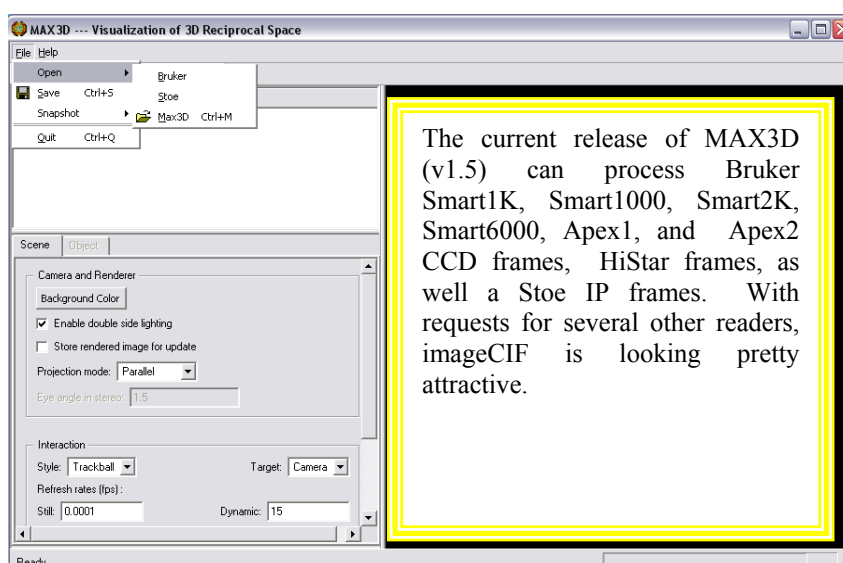 MAX3D --- Visualization of 3D Reciprocal Space
File Help
Open
Bruker
Stoe
Max3D Ctrl+M
Save Ctrl+S
Snapshot
Quit Ctrl+Q
Scene Object
Camera and Renderer
Background Color
Enable double side lighting
Store rendered image for update
Projection mode: Parallel
Eye angle in stereo: 1.5
Interaction
Style: Trackball Target: Camera
Refresh rates (fps) :
Still: 0.0001 Dynamic: 15
Ready
The current release of MAX3D
(v1.5) can process Bruker
Smart1K, Smart1000, Smart2K,
Smart6000, Apex1, and Apex2
CCD frames, HiStar frames, as
well a Stoe IP frames. With
requests for several other readers,
imageCIF is looking pretty
attractive.